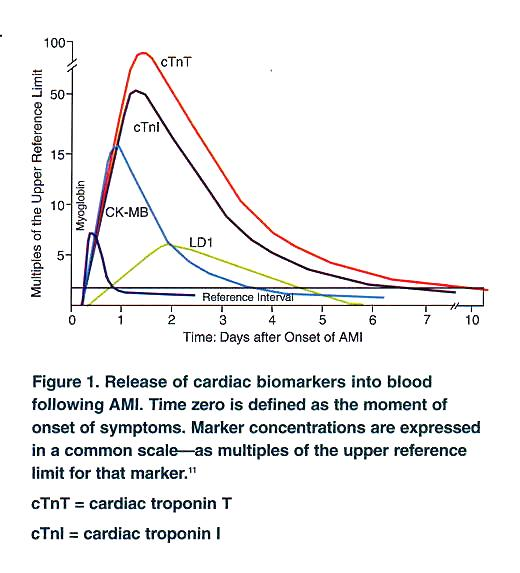 100
50
15
10
5
Multiples of the Upper Reference Limit
cTnT
cTnI
Myoglobin
CK-MB
LD1
Reference Interval
0 1 2 3 4 5 6 7 10
Time: Days after Onset of AMI
Figure 1. Release of cardiac biomarkers into blood
following AMI. Time zero is defined as the moment of
onset of symptoms. Marker concentrations are expressed
in a common scale—as multiples of the upper reference
limit for that marker.¹¹
cTnT = cardiac troponin T
cTnI = cardiac troponin I